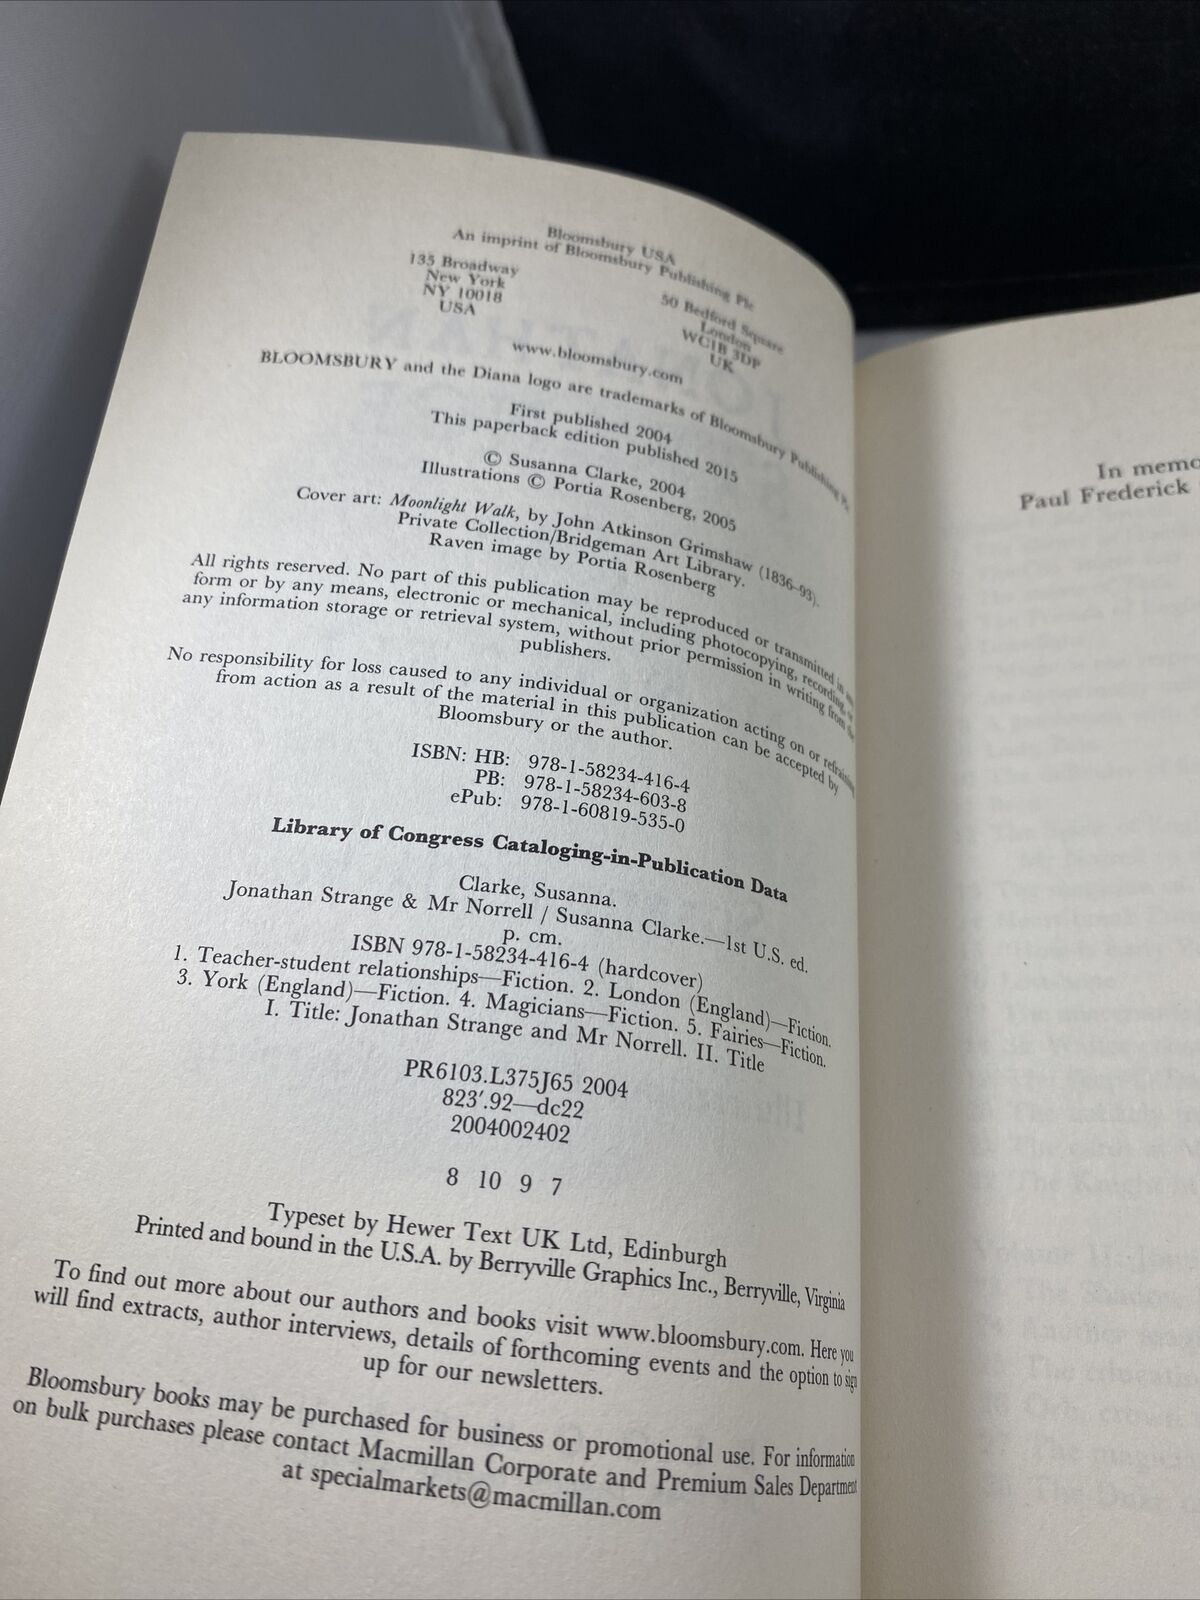 Bloomsbury USA
An imprint of Bloomsbury Publishing Plc
135 Broadway
New York
NY 10018
USA
50 Bedford Square
London
WC1B 3DP
UK
www.bloomsbury.com
BLOOMSBURY and the Diana logo are trademarks of Bloomsbury Publishing Plc
First published 2004
This paperback edition published 2015
© Susanna Clarke, 2004
Illustrations © Portia Rosenberg, 2005
Cover art: Moonlight Walk, by John Atkinson Grimshaw (1836–93).
Private Collection/Bridgeman Art Library.
Raven image by Portia Rosenberg
All rights reserved. No part of this publication may be reproduced or transmitted in any
form or by any means, electronic or mechanical, including photocopying, recording, or
any information storage or retrieval system, without prior permission in writing from the
publishers.
No responsibility for loss caused to any individual or organization acting on or refraining
from action as a result of the material in this publication can be accepted by
Bloomsbury or the author.
ISBN: HB: 978-1-58234-416-4
PB: 978-1-58234-603-8
ePub: 978-1-60819-535-0
Library of Congress Cataloging-in-Publication Data
Clarke, Susanna.
Jonathan Strange & Mr Norrell / Susanna Clarke.—1st U.S. ed.
p. cm.
ISBN 978-1-58234-416-4 (hardcover)
1. Teacher-student relationships—Fiction. 2. London (England)—Fiction.
3. York (England)—Fiction. 4. Magicians—Fiction. 5. Fairies—Fiction.
I. Title: Jonathan Strange and Mr Norrell. II. Title
PR6103.L375J65 2004
823′.92—dc22
2004002402
8 10 9 7
Typeset by Hewer Text UK Ltd, Edinburgh
Printed and bound in the U.S.A. by Berryville Graphics Inc., Berryville, Virginia
To find out more about our authors and books visit www.bloomsbury.com. Here you
will find extracts, author interviews, details of forthcoming events and the option to sign
up for our newsletters.
Bloomsbury books may be purchased for business or promotional use. For information
on bulk purchases please contact Macmillan Corporate and Premium Sales Department
at specialmarkets@macmillan.com
In memo
Paul Frederick